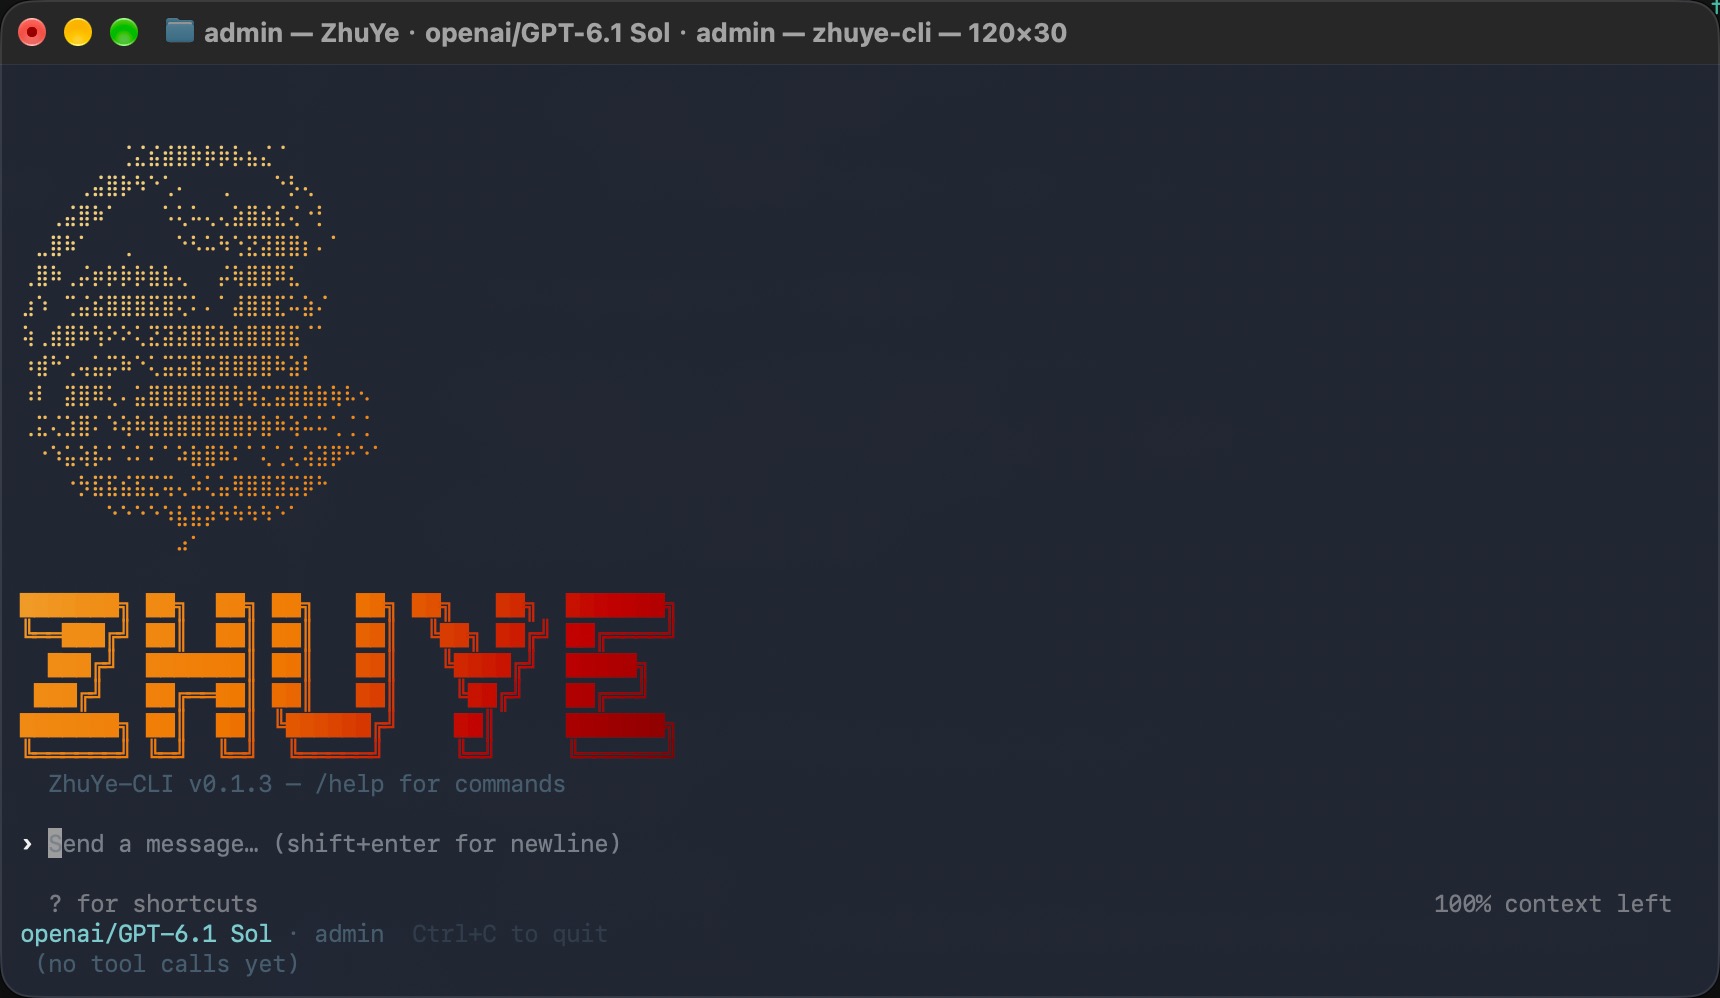 admin — ZhuYe · openai/GPT-6.1 Sol · admin — zhuye-cli — 120×30
ZHUYE
ZhuYe-CLI v0.1.3 — /help for commands
› Send a message… (shift+enter for newline)
? for shortcuts
100% context left
openai/GPT-6.1 Sol · admin Ctrl+C to quit
(no tool calls yet)